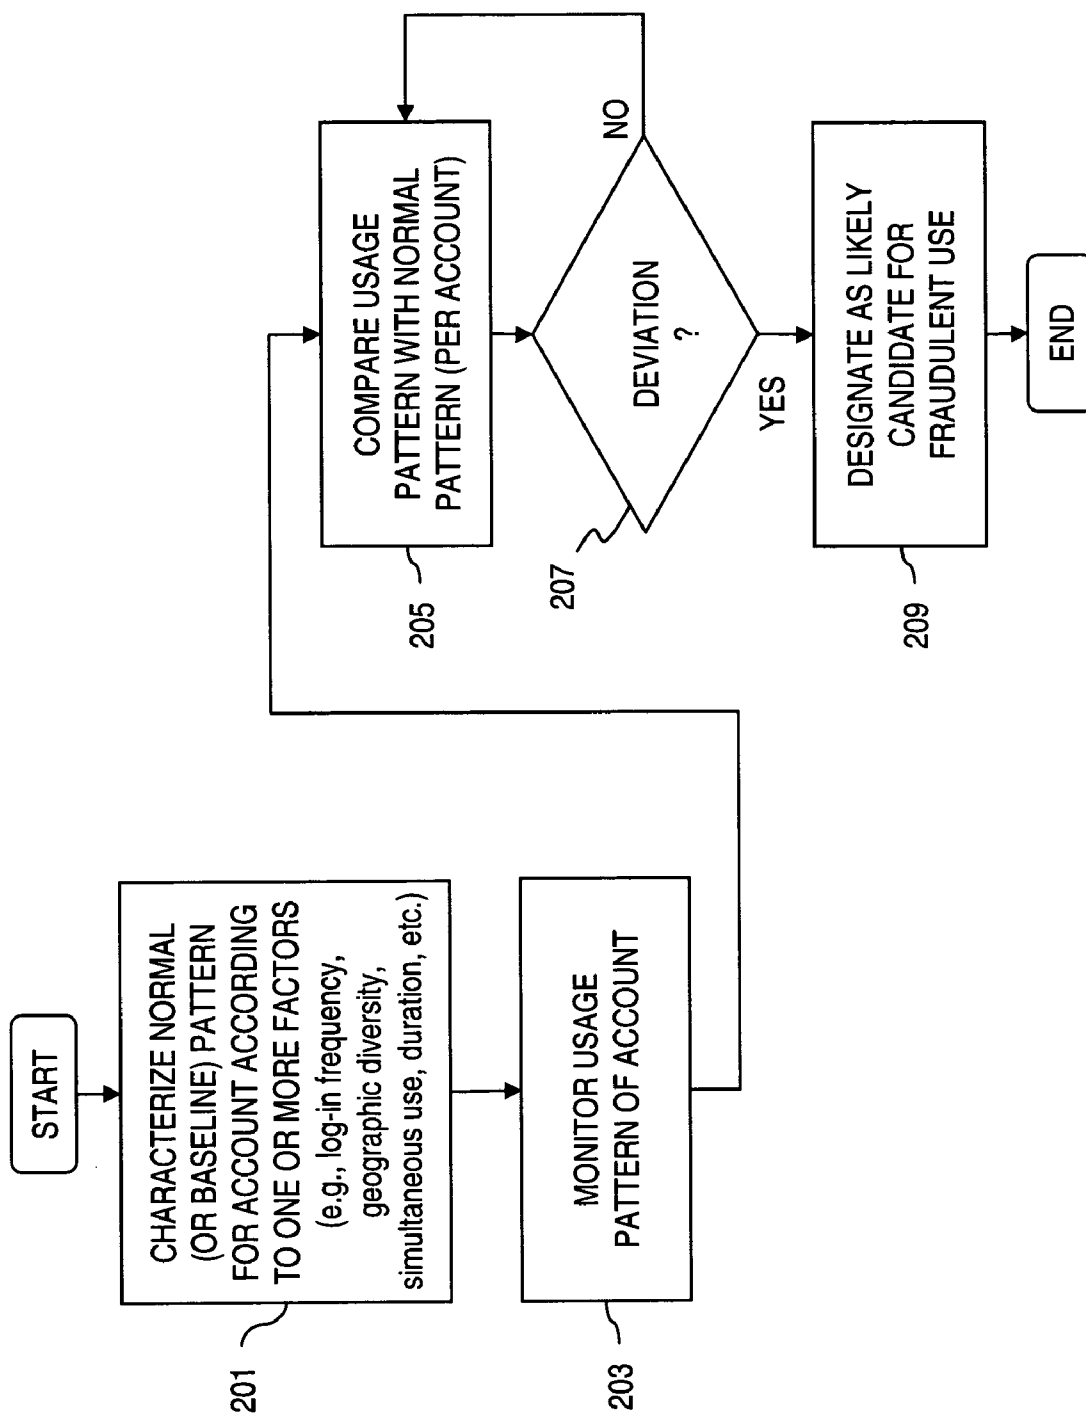 START
CHARACTERIZE NORMAL
(OR BASELINE) PATTERN
FOR ACCOUNT ACCORDING
TO ONE OR MORE FACTORS
(e.g., log-in frequency,
geographic diversity,
simultaneous use, duration, etc.)
201
MONITOR USAGE
PATTERN OF ACCOUNT
203
COMPARE USAGE
PATTERN WITH NORMAL
PATTERN (PER ACCOUNT)
205
DEVIATION
?
207
NO
YES
DESIGNATE AS LIKELY
CANDIDATE FOR
FRAUDULENT USE
209
END